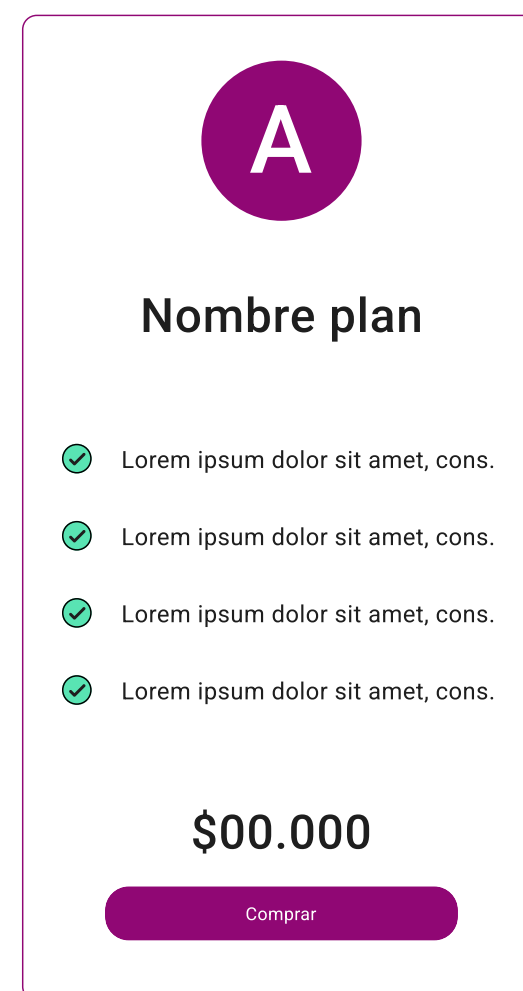 A
Nombre plan
Lorem ipsum dolor sit amet, cons.
Lorem ipsum dolor sit amet, cons.
Lorem ipsum dolor sit amet, cons.
Lorem ipsum dolor sit amet, cons.
$00.000
Comprar